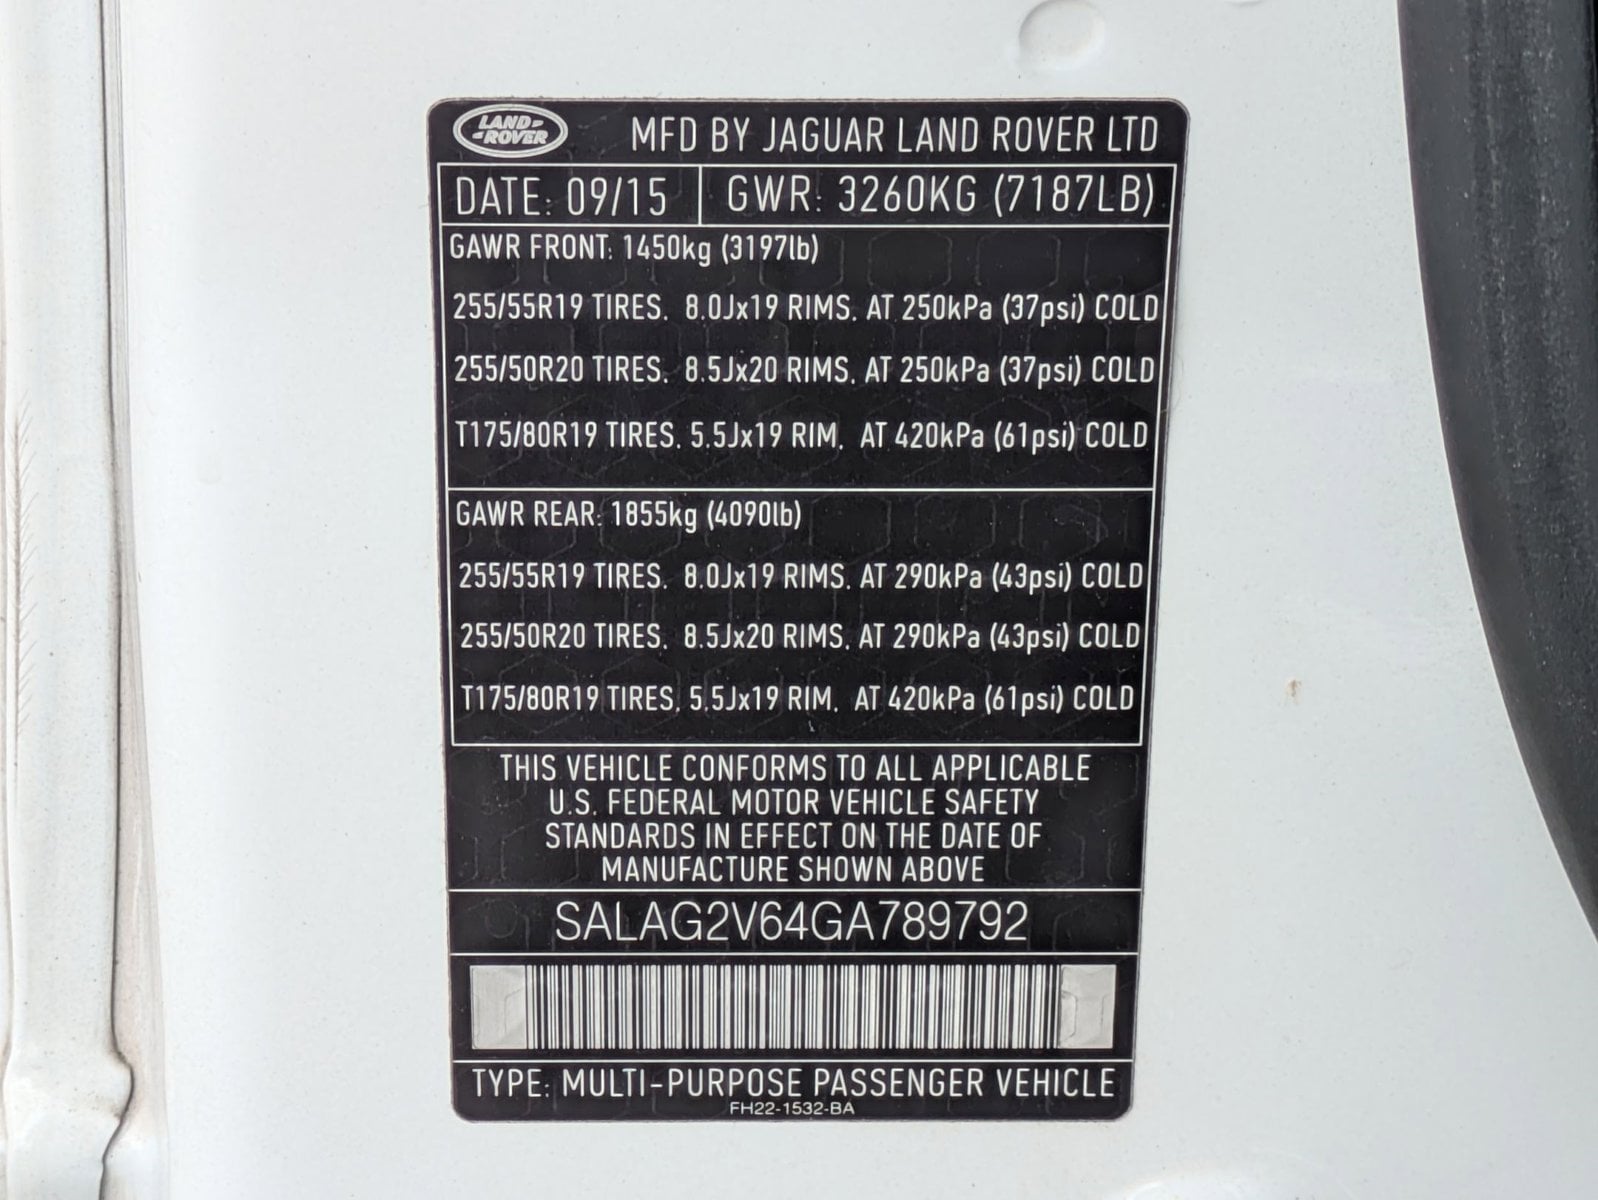 LAND-
-ROVER
MFD BY JAGUAR LAND ROVER LTD
DATE: 09/15 GWR: 3260KG (7187LB)
GAWR FRONT: 1450kg (3197lb)
255/55R19 TIRES, 8.0Jx19 RIMS, AT 250kPa (37psi) COLD
255/50R20 TIRES, 8.5Jx20 RIMS, AT 250kPa (37psi) COLD
T175/80R19 TIRES, 5.5Jx19 RIM, AT 420kPa (61psi) COLD
GAWR REAR: 1855kg (4090lb)
255/55R19 TIRES, 8.0Jx19 RIMS, AT 290kPa (43psi) COLD
255/50R20 TIRES, 8.5Jx20 RIMS, AT 290kPa (43psi) COLD
T175/80R19 TIRES, 5.5Jx19 RIM, AT 420kPa (61psi) COLD
THIS VEHICLE CONFORMS TO ALL APPLICABLE
U.S. FEDERAL MOTOR VEHICLE SAFETY
STANDARDS IN EFFECT ON THE DATE OF
MANUFACTURE SHOWN ABOVE
SALAG2V64GA789792
TYPE: MULTI-PURPOSE PASSENGER VEHICLE
FH22-1532-BA